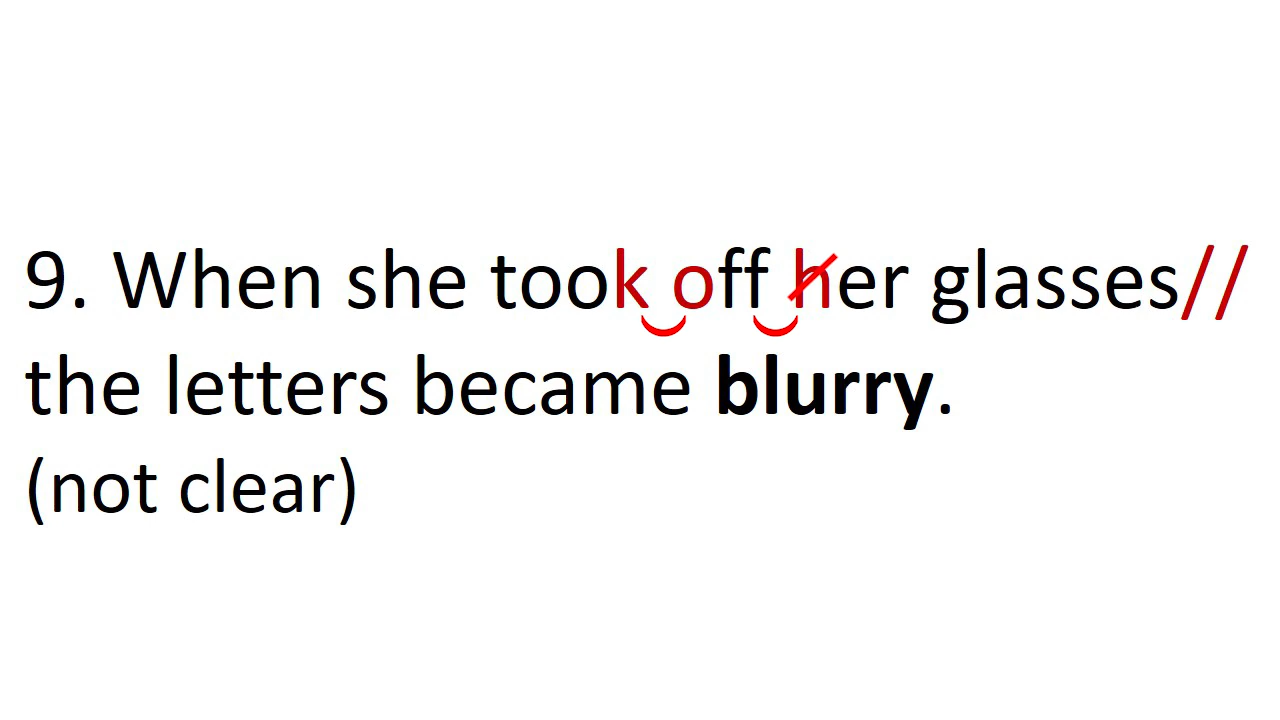 9. When she took off her glasses//
the letters became blurry.
(not clear)